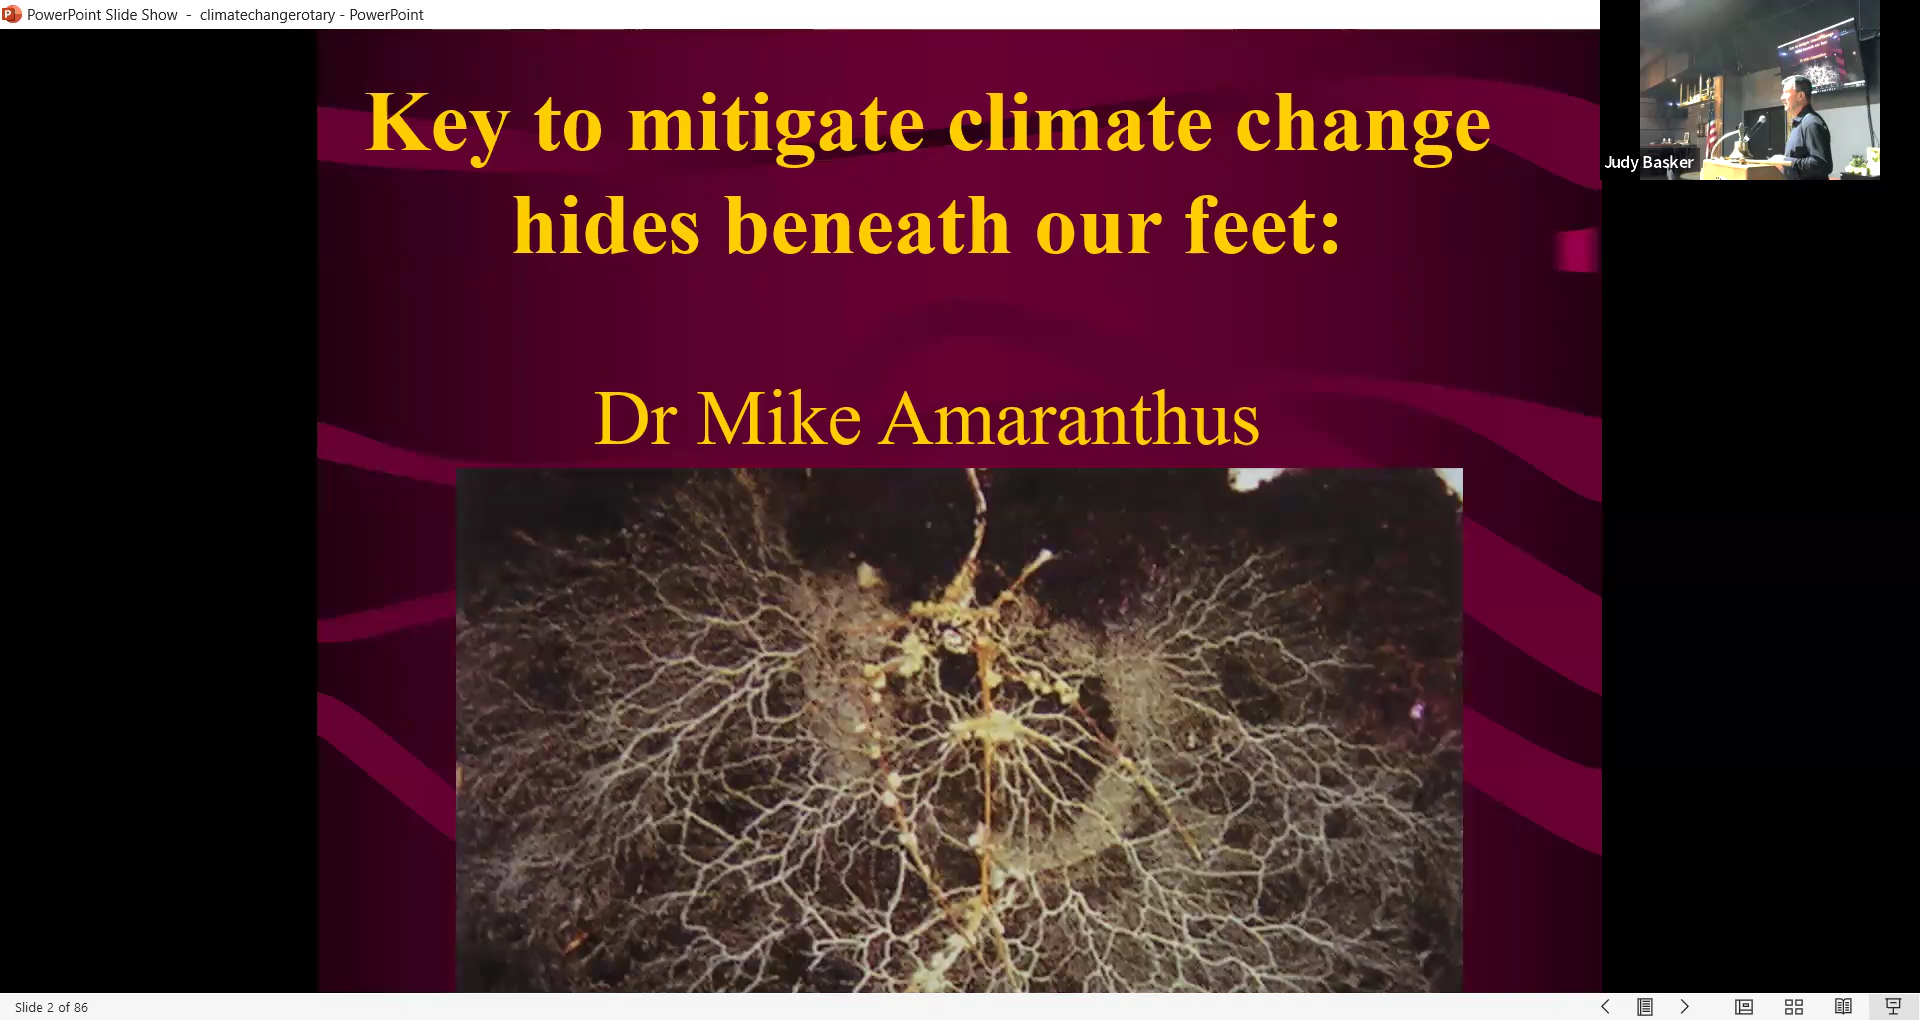 PowerPoint Slide Show - climatechangerotary - PowerPoint
Key to mitigate climate change
hides beneath our feet:
Dr Mike Amaranthus
Judy Basker
Slide 2 of 86